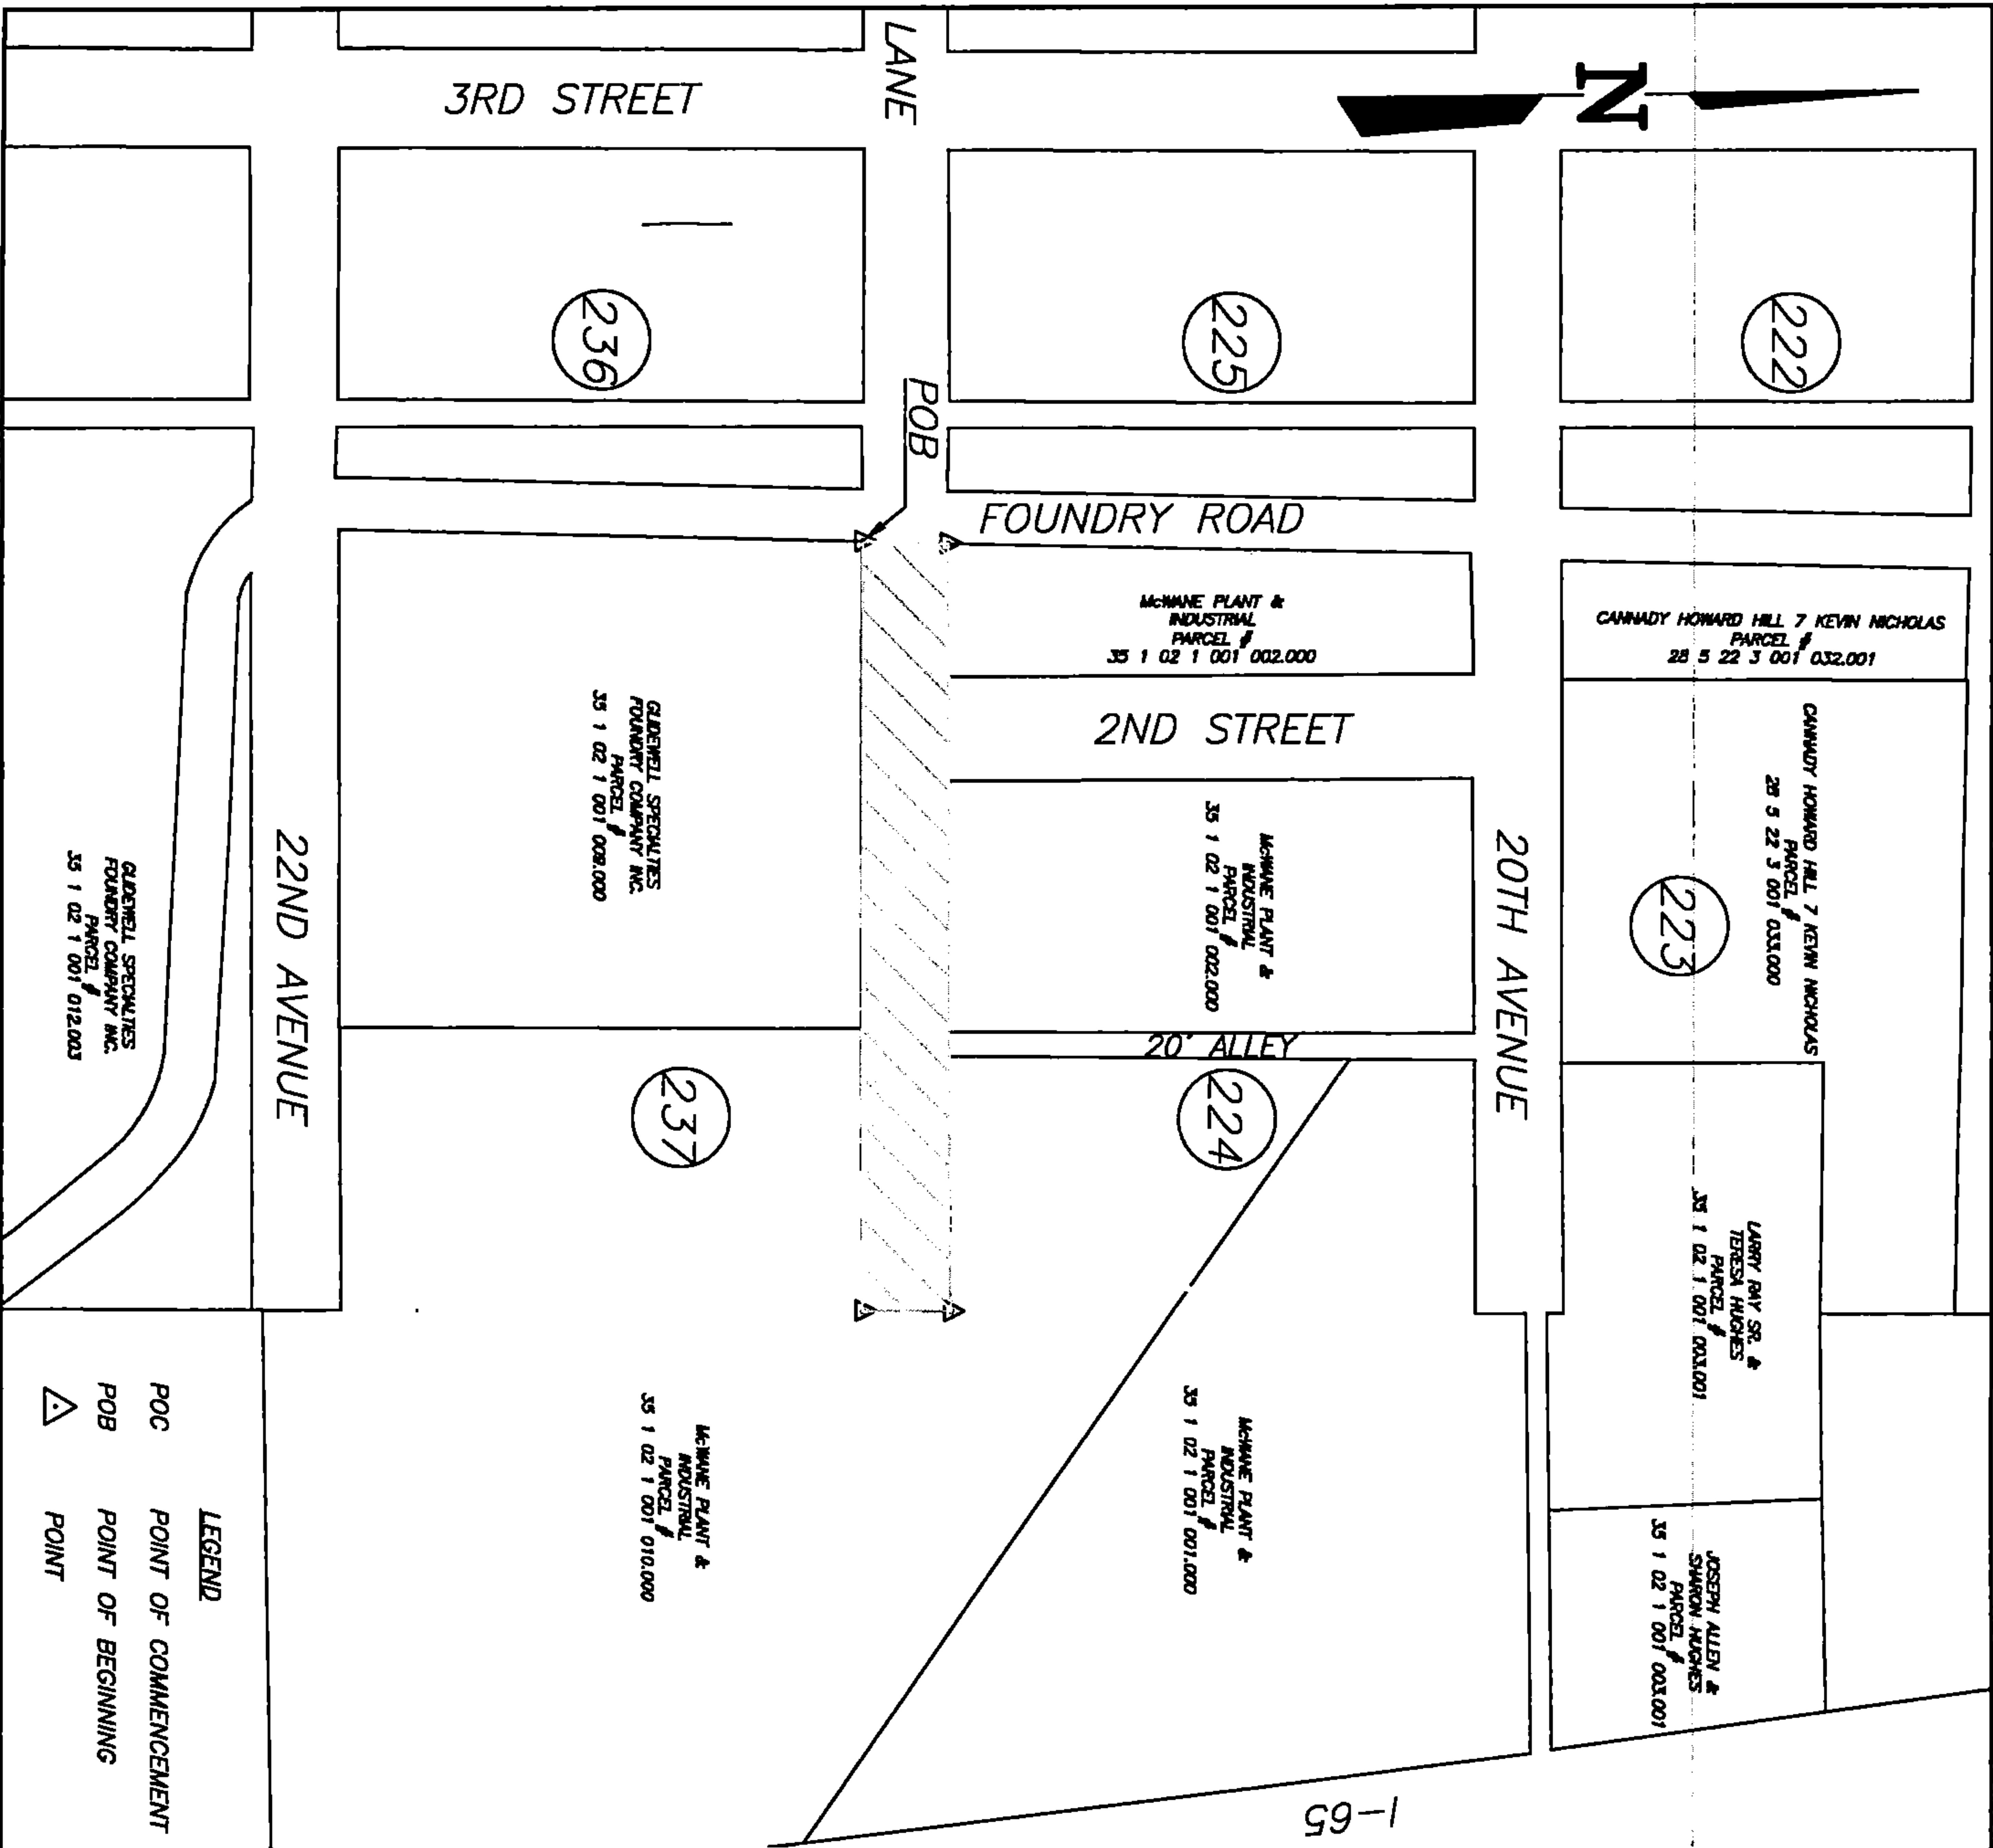 LANE
3RD STREET
N
236
225
222
POB
FOUNDRY ROAD
McWANE PLANT &
INDUSTRIAL
PARCEL #
35 1 02 1 001 002.000
CANNADY HOWARD HILL 7 KEVIN NICHOLAS
PARCEL #
28 5 22 3 001 032.001
2ND STREET
CANNADY HOWARD HILL 7 KEVIN NICHOLAS
PARCEL #
28 5 22 3 001 033.000
223
20TH AVENUE
McWANE PLANT &
INDUSTRIAL
PARCEL #
35 1 02 1 001 002.000
GLIDEWELL SPECIALTIES
FOUNDRY COMPANY INC.
PARCEL #
35 1 02 1 001 009.000
22ND AVENUE
GLIDEWELL SPECIALTIES
FOUNDRY COMPANY INC.
PARCEL #
35 1 02 1 001 012.003
20' ALLEY
237
224
LARRY RAY SR. &
TERESA HUGHES
PARCEL #
35 1 02 1 001 003.001
JOSEPH ALLEN &
SHARON HUGHES
PARCEL #
35 1 02 1 001 003.001
McWANE PLANT &
INDUSTRIAL
PARCEL #
35 1 02 1 001 001.000
McWANE PLANT &
INDUSTRIAL
PARCEL #
35 1 02 1 001 010.000
I-65
LEGEND
POC POINT OF COMMENCEMENT
POB POINT OF BEGINNING
POINT